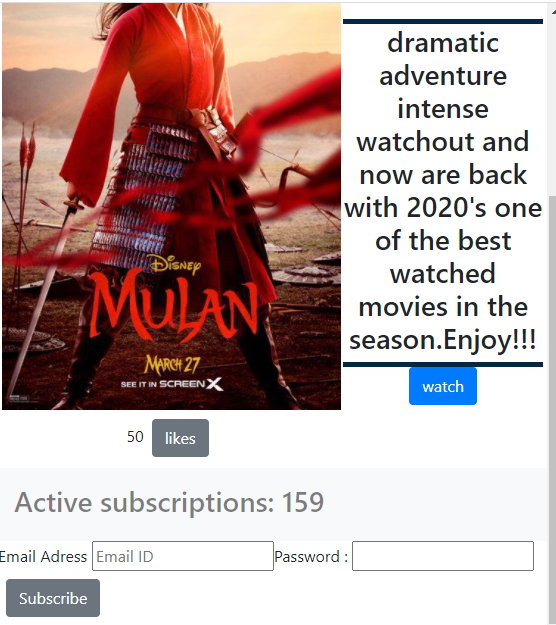 DISNEY
MULAN
MARCH 27
SEE IT IN SCREENX
dramatic
adventure
intense
watchout and
now are back
with 2020's one
of the best
watched
movies in the
season.Enjoy!!!
watch
50 likes
Active subscriptions: 159
Email Adress Email ID Password :
Subscribe